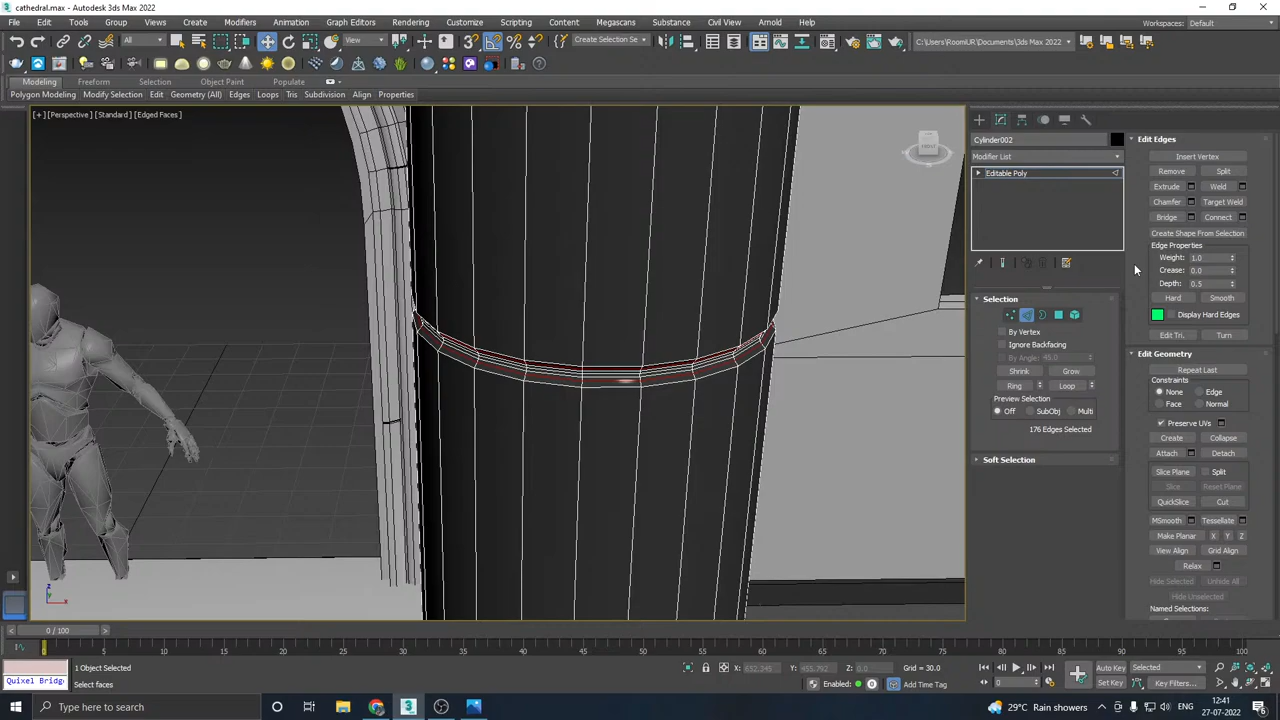 cathedral.max - Autodesk 3ds Max 2022
File Edit Tools Group Views Create Modifiers Animation Graph Editors Rendering Customize Scripting Content Megascans Substance Civil View Arnold Help
Workspaces: Default
All View Create Selection Se C:\Users\RoomUR\Documents\3ds Max 2022
Modeling Freeform Selection Object Paint Populate
Polygon Modeling Modify Selection Edit Geometry (All) Edges Loops Tris Subdivision Align Properties
[+] [Perspective] [Standard] [Edged Faces]
FRONT
Cylinder002
Modifier List
Editable Poly
Selection
By Vertex
Ignore Backfacing
By Angle: 45.0
Shrink Grow
Ring Loop
Preview Selection
Off SubObj Multi
176 Edges Selected
Soft Selection
Edit Edges
Insert Vertex
Remove Split
Extrude Weld
Chamfer Target Weld
Bridge Connect
Create Shape From Selection
Edge Properties
Weight: 1.0
Crease: 0.0
Depth: 0.5
Hard Smooth
Display Hard Edges
Edit Tri. Turn
Edit Geometry
Repeat Last
Constraints
None Edge
Face Normal
Preserve UVs
Create Collapse
Attach Detach
Slice Plane Split
Slice Reset Plane
QuickSlice Cut
MSmooth Tessellate
Make Planar X Y Z
View Align Grid Align
Relax
Hide Selected Unhide All
Hide Unselected
Named Selections:
z
x
0 / 100
0 5 10 15 20 25 30 35 40 45 50 55 60 65 70 75 80 85 90 95 100
1 Object Selected
Quixel Bridg
Select faces
X: 652.345 Y: 455.792 Z: 0.0 Grid = 30.0
Enabled: Add Time Tag
Auto Key Selected
Set Key Key Filters...
0
Type here to search
29°C Rain showers
ENG
12:41
27-07-2022